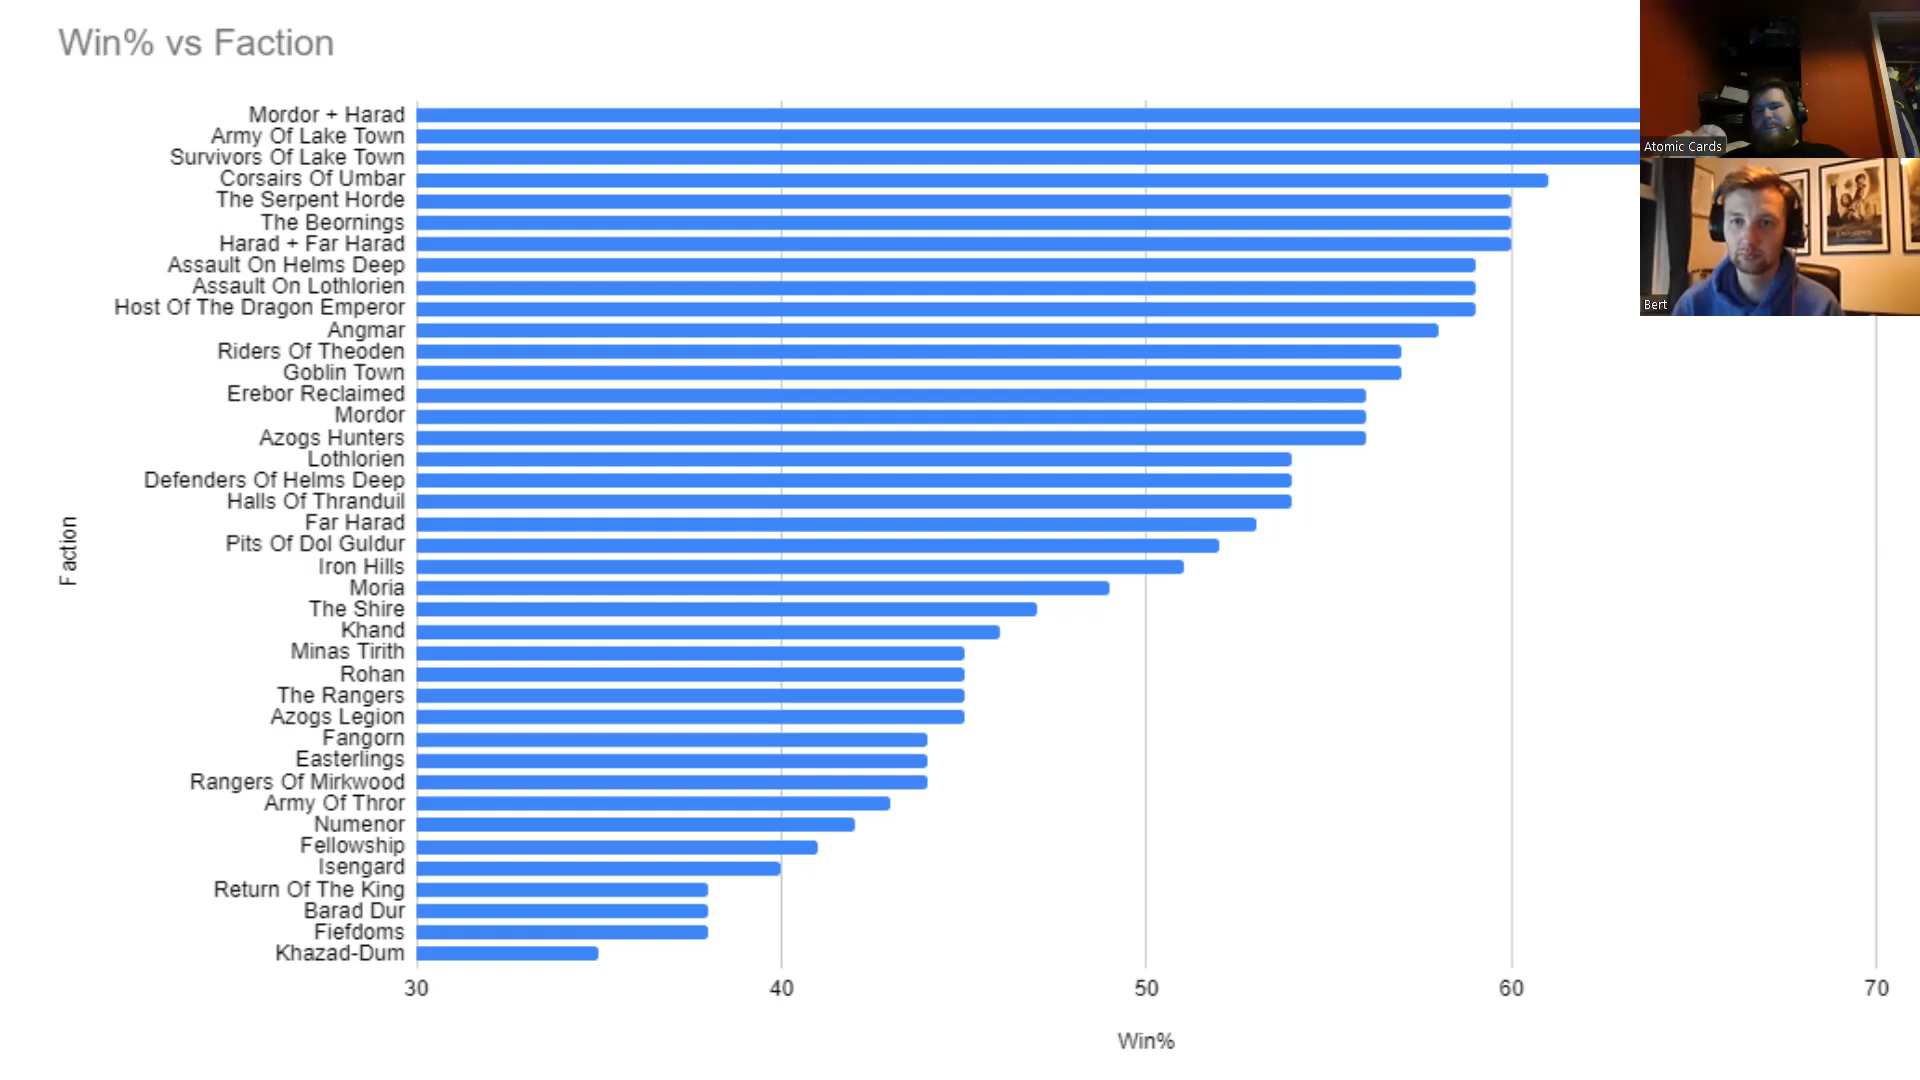 Win% vs Faction
Mordor + Harad
Army Of Lake Town
Survivors Of Lake Town
Corsairs Of Umbar
The Serpent Horde
The Beornings
Harad + Far Harad
Assault On Helms Deep
Assault On Lothlorien
Host Of The Dragon Emperor
Angmar
Riders Of Theoden
Goblin Town
Erebor Reclaimed
Mordor
Azogs Hunters
Lothlorien
Defenders Of Helms Deep
Halls Of Thranduil
Far Harad
Pits Of Dol Guldur
Iron Hills
Moria
The Shire
Khand
Minas Tirith
Rohan
The Rangers
Azogs Legion
Fangorn
Easterlings
Rangers Of Mirkwood
Army Of Thror
Numenor
Fellowship
Isengard
Return Of The King
Barad Dur
Fiefdoms
Khazad-Dum
Faction
30 40 50 60 70
Win%
Atomic Cards
Bert